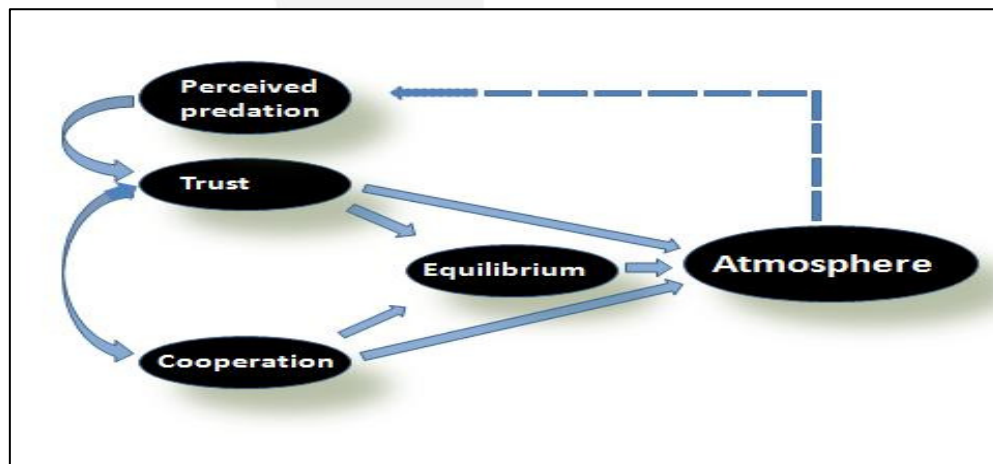 Perceived
predation
Trust
Equilibrium
Atmosphere
Cooperation